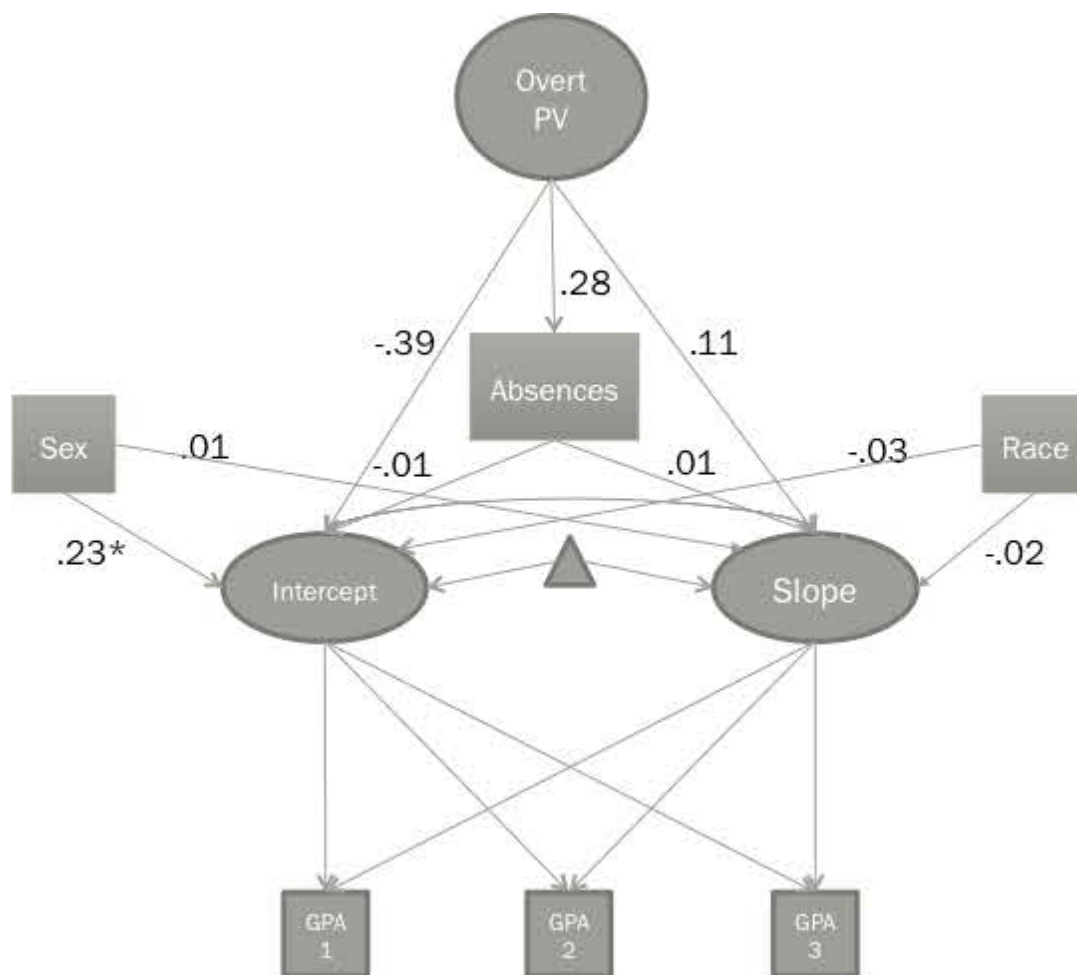 Overt
PV
.28
-.39
.11
Absences
Sex
.01
-.01
.01
-.03
Race
.23*
-.02
Intercept
Slope
GPA
1
GPA
2
GPA
3